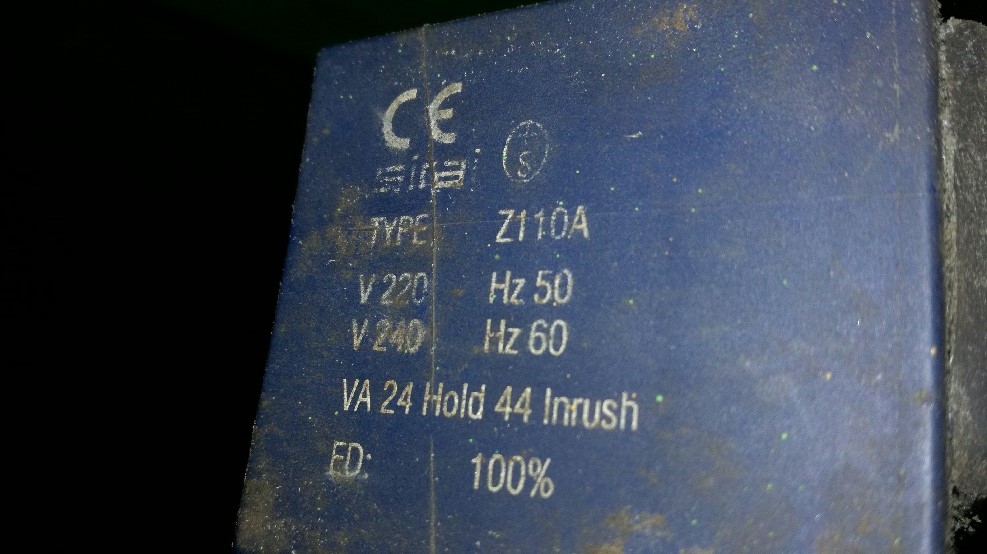 CE
sirai
S
TYPE Z110A
V 220 Hz 50
V 240 Hz 60
VA 24 Hold 44 Inrush
ED: 100%